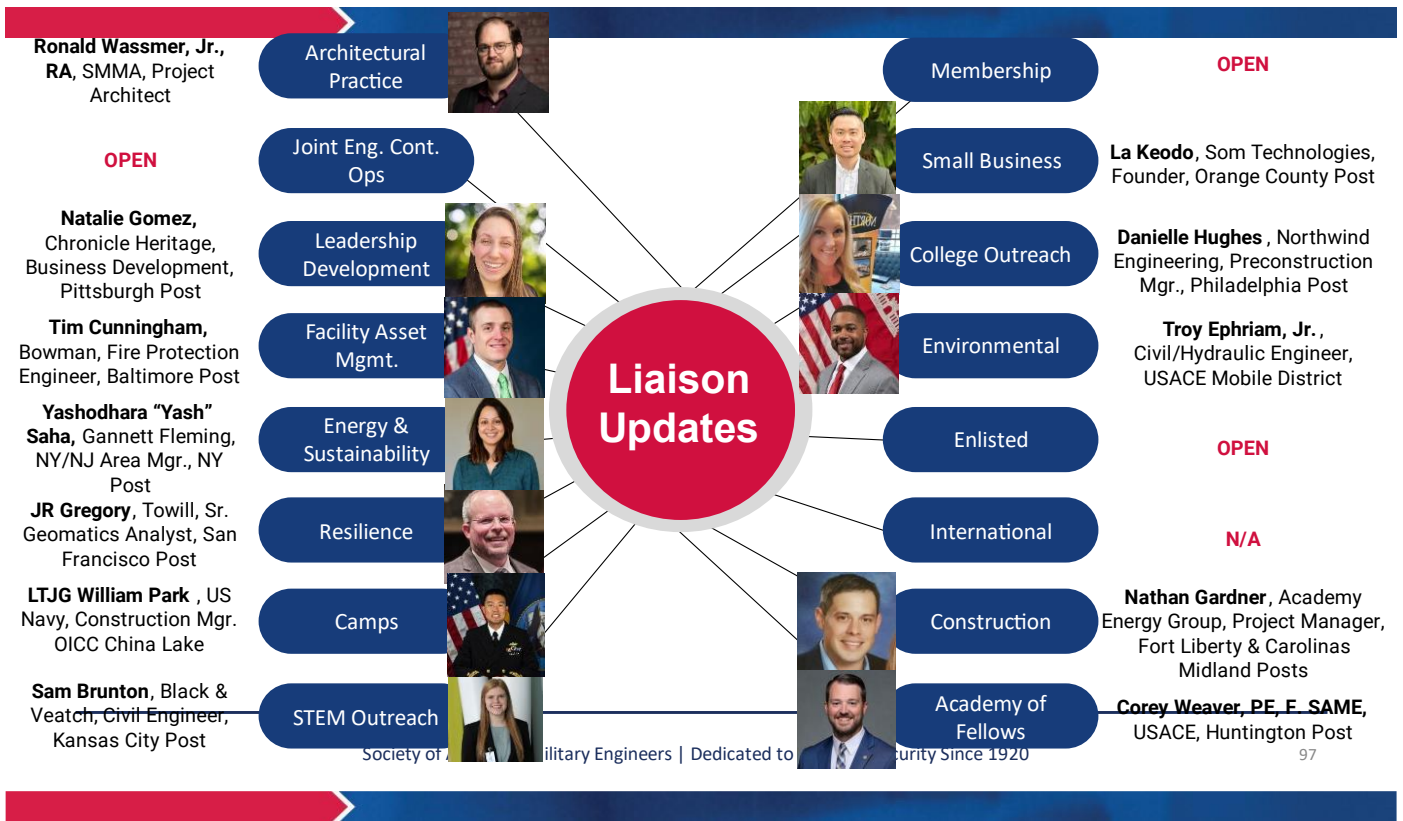 Ronald Wassmer, Jr.,
RA, SMMA, Project
Architect
Architectural
Practice
OPEN
Joint Eng. Cont.
Ops
Natalie Gomez,
Chronicle Heritage,
Business Development,
Pittsburgh Post
Leadership
Development
Tim Cunningham,
Bowman, Fire Protection
Engineer, Baltimore Post
Facility Asset
Mgmt.
Yashodhara “Yash”
Saha, Gannett Fleming,
NY/NJ Area Mgr., NY
Post
Energy &
Sustainability
JR Gregory, Towill, Sr.
Geomatics Analyst, San
Francisco Post
Resilience
LTJG William Park , US
Navy, Construction Mgr.
OICC China Lake
Camps
Sam Brunton, Black &
Veatch, Civil Engineer,
Kansas City Post
STEM Outreach
Liaison
Updates
Membership
OPEN
Small Business
La Keodo, Som Technologies,
Founder, Orange County Post
College Outreach
Danielle Hughes , Northwind
Engineering, Preconstruction
Mgr., Philadelphia Post
Environmental
Troy Ephriam, Jr. ,
Civil/Hydraulic Engineer,
USACE Mobile District
Enlisted
OPEN
International
N/A
Construction
Nathan Gardner, Academy
Energy Group, Project Manager,
Fort Liberty & Carolinas
Midland Posts
Academy of
Fellows
Corey Weaver, PE, F. SAME,
USACE, Huntington Post
Society of ilitary Engineers | Dedicated to curity Since 1920
97